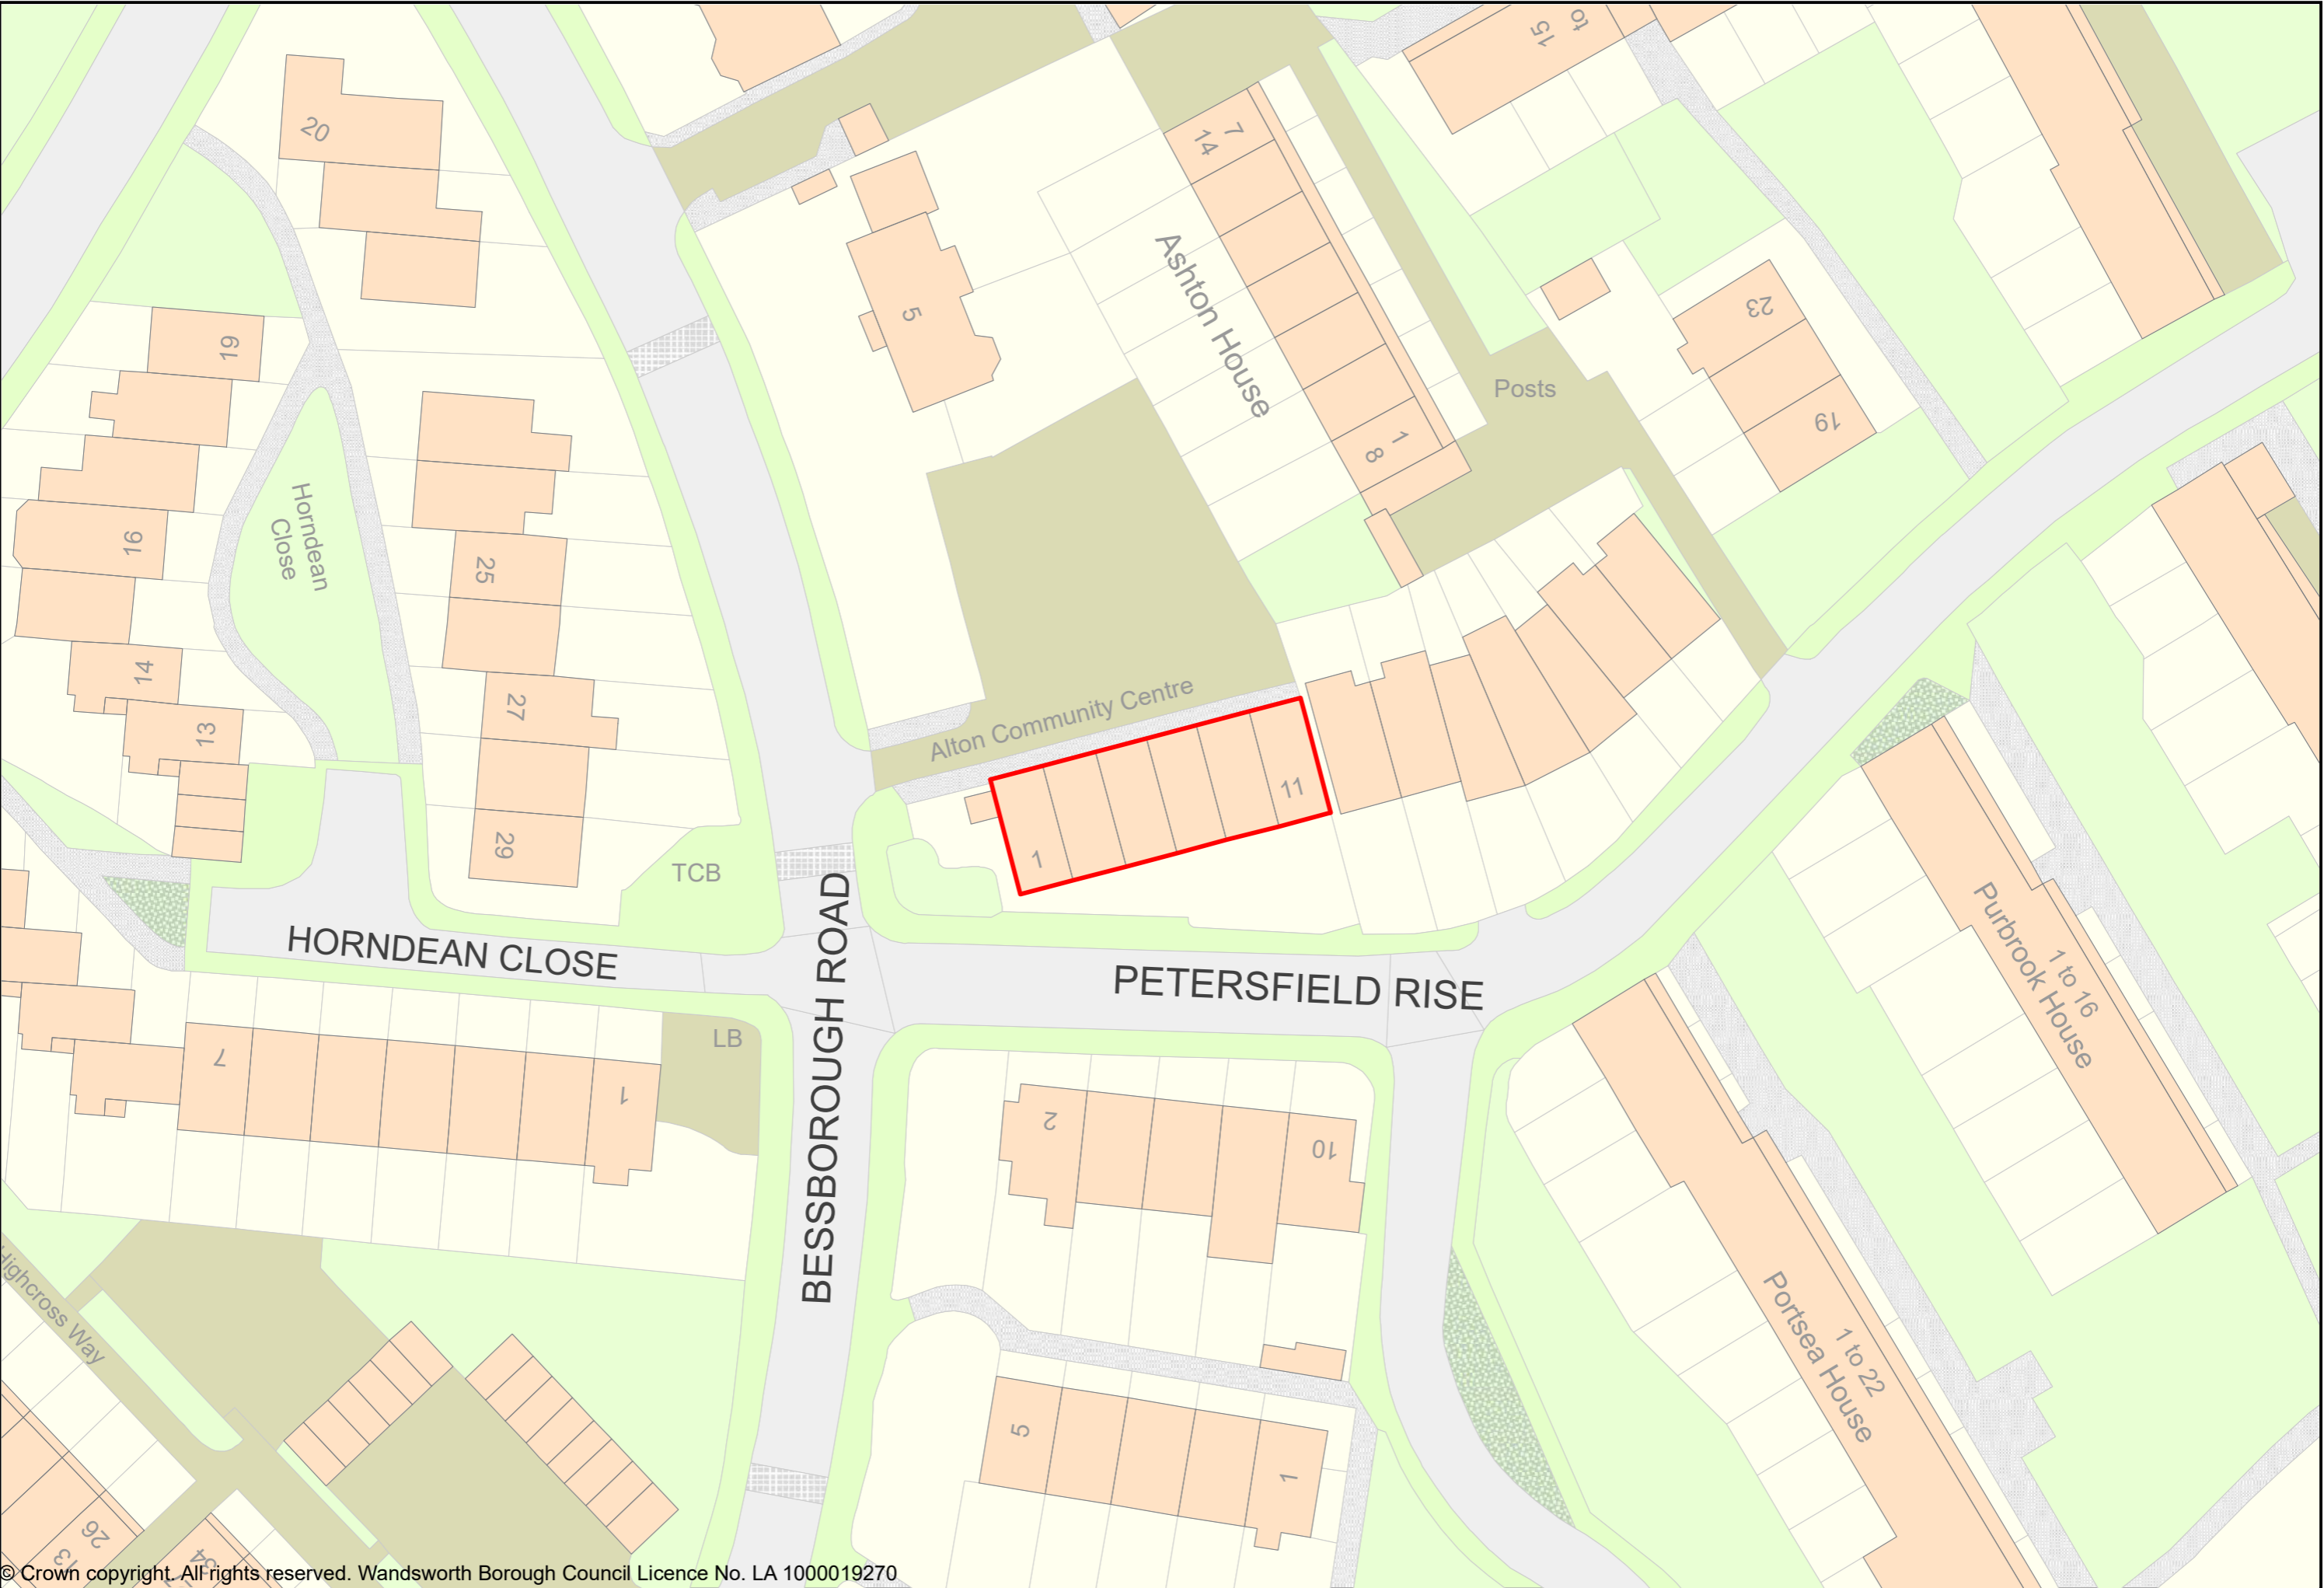 to
15
20
7
14
5
Ashton House
23
19
19
Posts
1
8
16
Horndean
Close
25
14
27
13
Alton Community Centre
11
1
29
TCB
HORNDEAN CLOSE
BESSBOROUGH ROAD
PETERSFIELD RISE
1 to 16
Purbrook House
LB
7
1
2
10
Highcross Way
1 to 22
Portsea House
5
1
26
13
34
© Crown copyright. All rights reserved. Wandsworth Borough Council Licence No. LA 1000019270